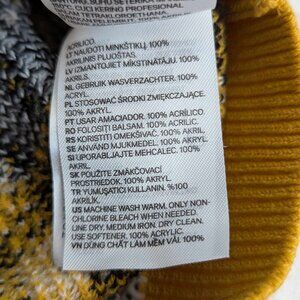 ACRÍLICO.
LT NAUDOTI MINKŠTIKLĮ. 100%
AKRILINIS PLUOŠTAS.
LV IZMANTOJIET MĪKSTINĀTĀJU. 100%
AKRILS.
NL GEBRUIK WASVERZACHTER. 100%
ACRYL.
PL STOSOWAĆ ŚRODKI ZMIĘKCZAJĄCE.
100% AKRYL.
PT USAR AMACIADOR. 100% ACRÍLICO.
RO FOLOSIȚI BALSAM. 100% ACRILIC.
RS KORISTITI OMEKŠIVAČ. 100% AKRIL.
SE ANVÄND MJUKMEDEL. 100% AKRYL.
SI UPORABLJAJTE MEHČALEC. 100%
AKRIL.
SK POUŽITE ZMÄKČOVACÍ
PROSTRIEDOK. 100% AKRYL.
TR YUMUŞATICI KULLANIN. %100
AKRİLİK.
US MACHINE WASH WARM. ONLY NON-
CHLORINE BLEACH WHEN NEEDED.
LINE DRY. MEDIUM IRON. DRY CLEAN.
USE SOFTENER. 100% ACRYLIC.
VN DÙNG CHẤT LÀM MỀM VẢI. 100%